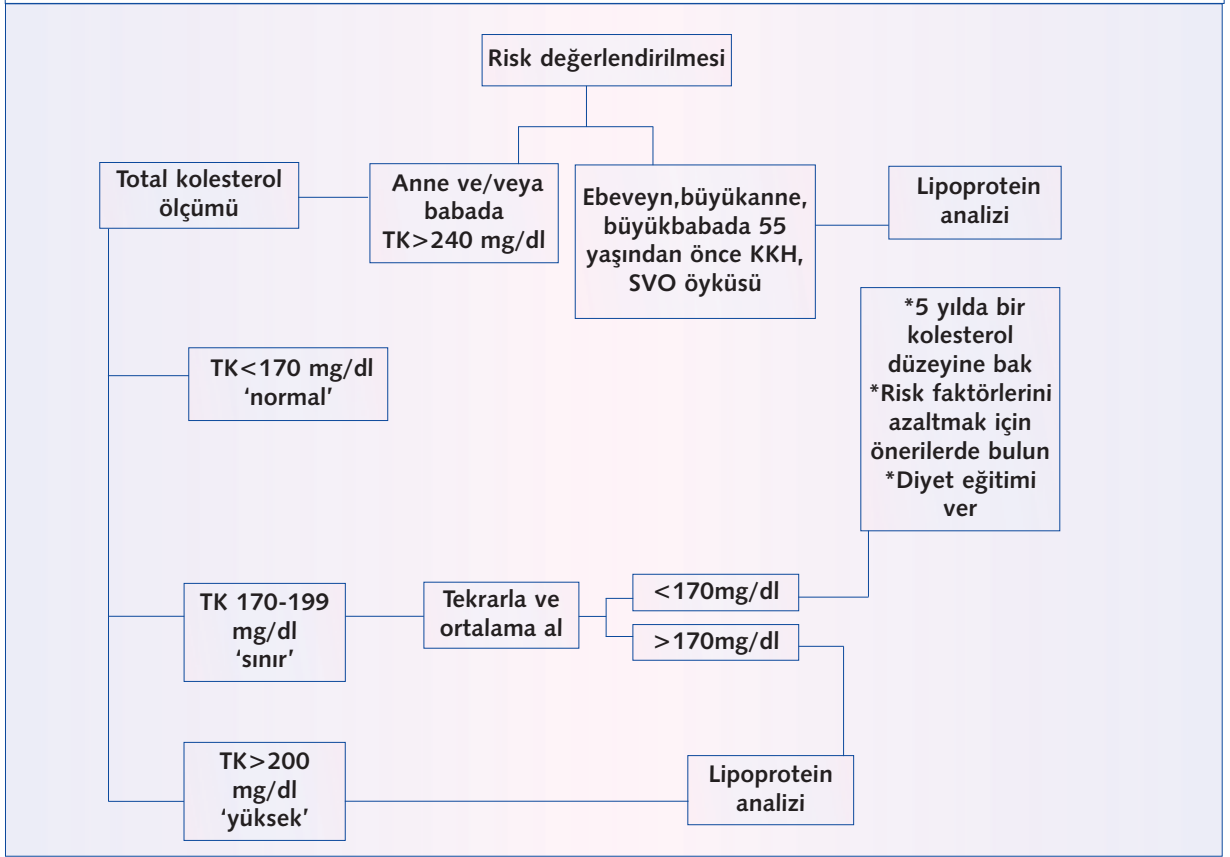 Risk değerlendirilmesi
Total kolesterol
ölçümü
Anne ve/veya
babada
TK>240 mg/dl
Ebeveyn,büyükanne,
büyükbabada 55
yaşından önce KKH,
SVO öyküsü
Lipoprotein
analizi
*5 yılda bir
kolesterol
düzeyine bak
*Risk faktörlerini
azaltmak için
önerilerde bulun
*Diyet eğitimi
ver
TK<170 mg/dl
‘normal’
TK 170-199
mg/dl
‘sınır’
Tekrarla ve
ortalama al
<170mg/dl
>170mg/dl
TK>200
mg/dl
‘yüksek’
Lipoprotein
analizi